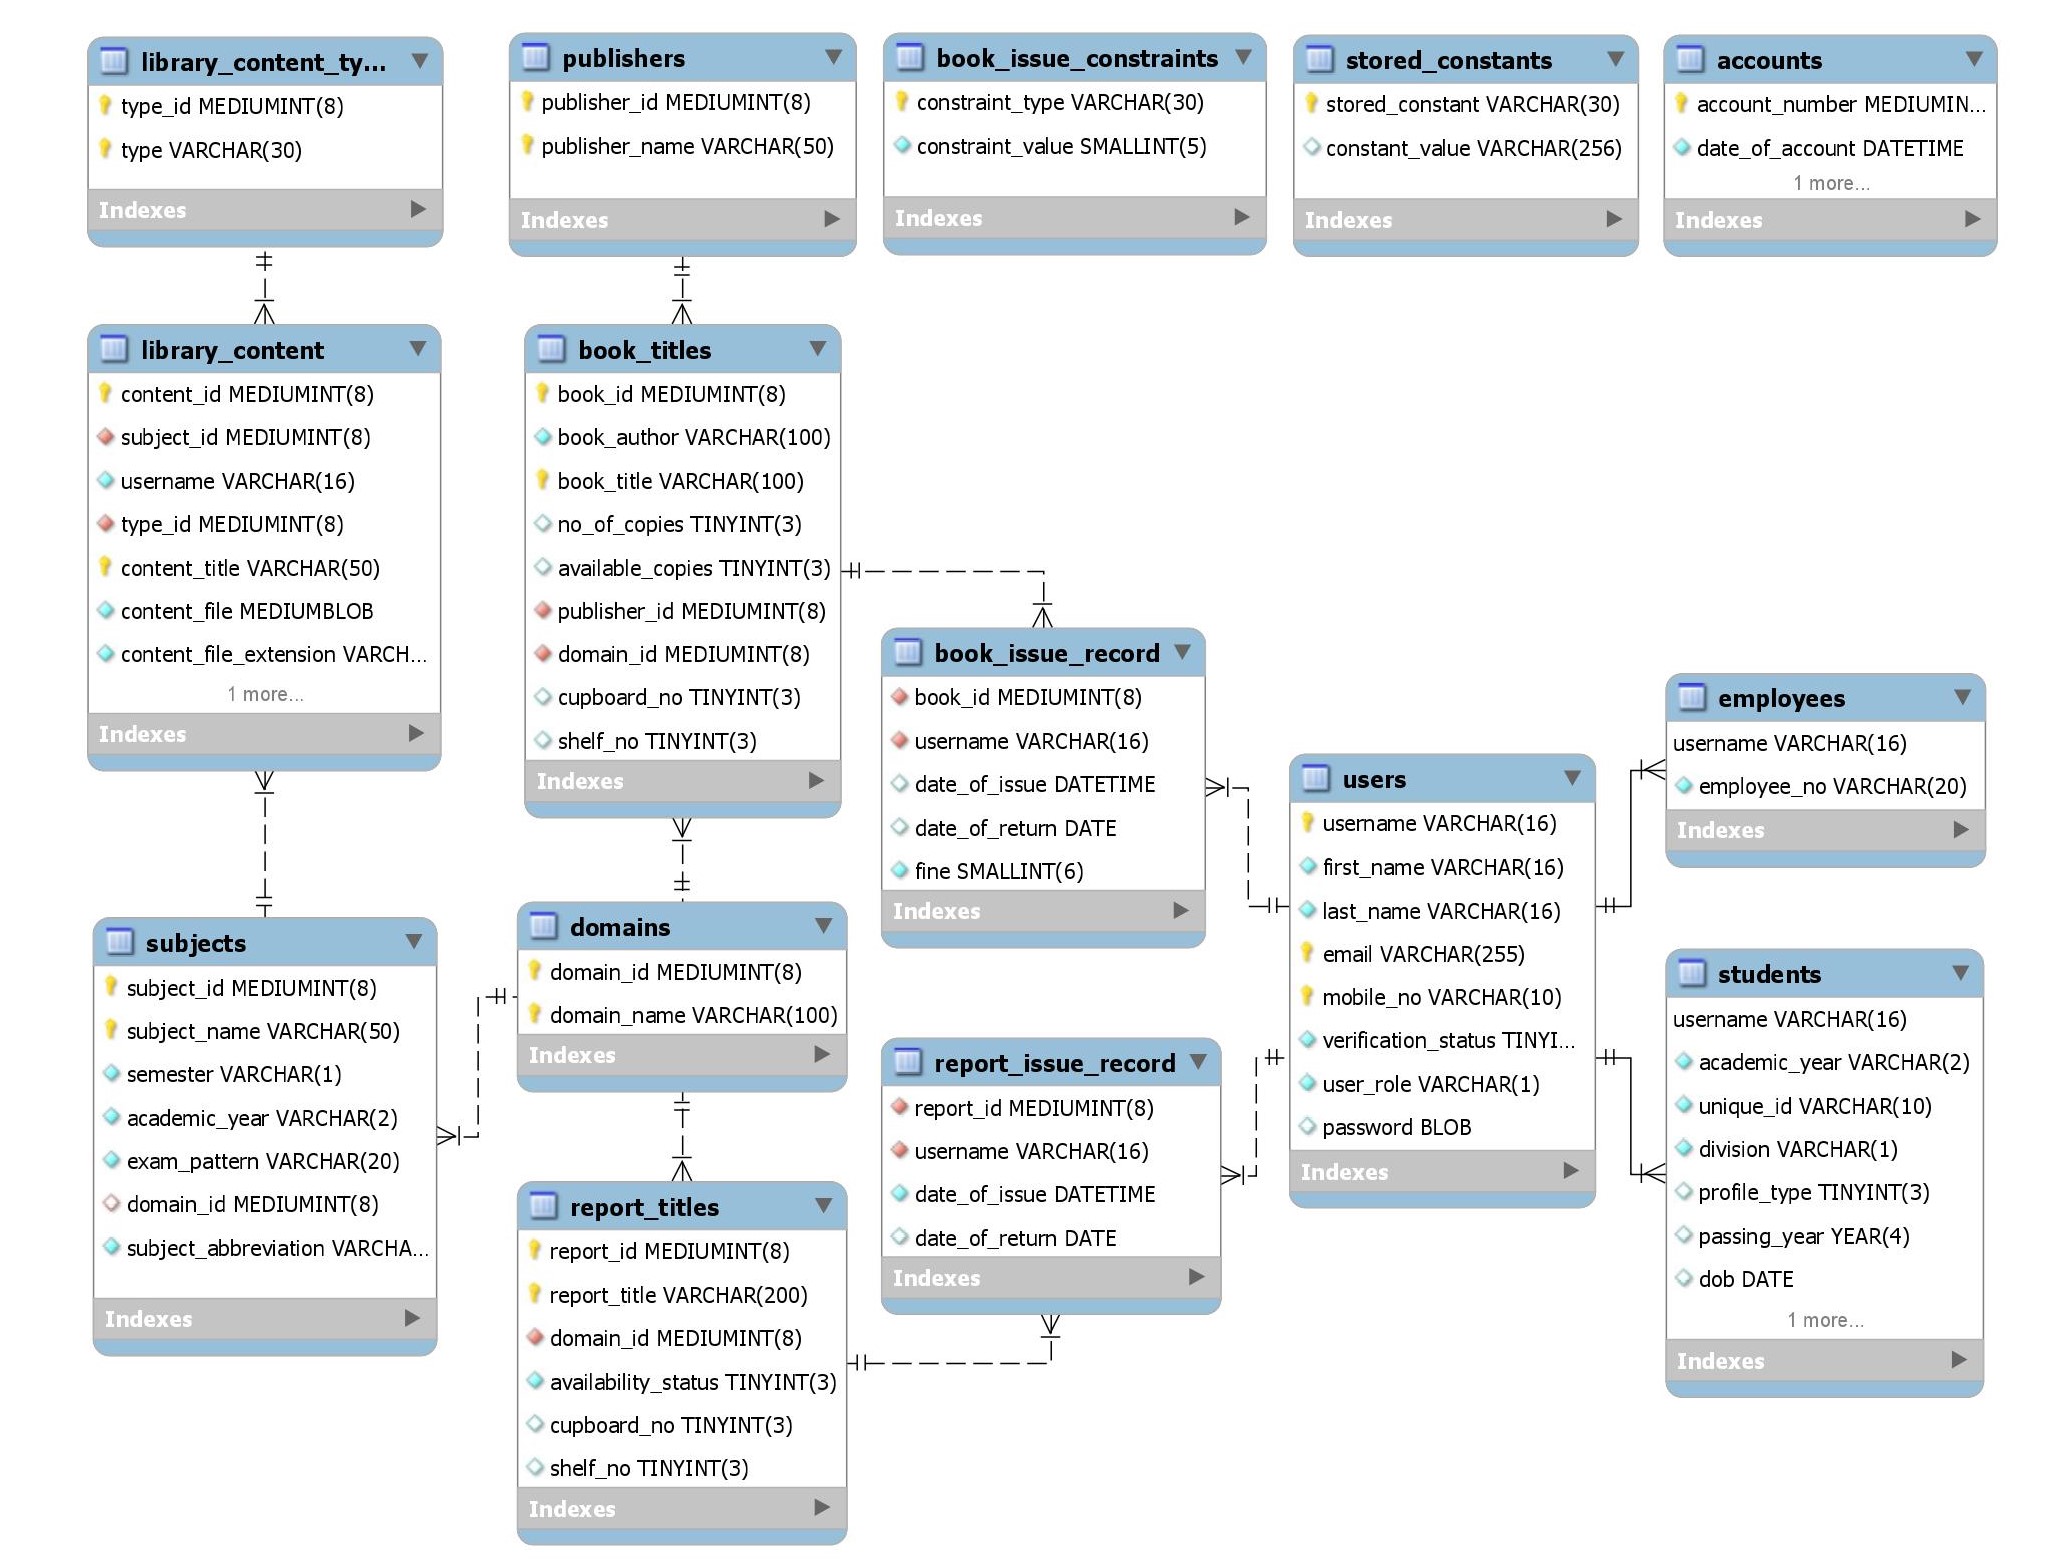 library_content_ty...
type_id MEDIUMINT(8)
type VARCHAR(30)
Indexes
publishers
publisher_id MEDIUMINT(8)
publisher_name VARCHAR(50)
Indexes
book_issue_constraints
constraint_type VARCHAR(30)
constraint_value SMALLINT(5)
Indexes
stored_constants
stored_constant VARCHAR(30)
constant_value VARCHAR(256)
Indexes
accounts
account_number MEDIUMIN...
date_of_account DATETIME
1 more...
Indexes
library_content
content_id MEDIUMINT(8)
subject_id MEDIUMINT(8)
username VARCHAR(16)
type_id MEDIUMINT(8)
content_title VARCHAR(50)
content_file MEDIUMBLOB
content_file_extension VARCH...
1 more...
Indexes
book_titles
book_id MEDIUMINT(8)
book_author VARCHAR(100)
book_title VARCHAR(100)
no_of_copies TINYINT(3)
available_copies TINYINT(3)
publisher_id MEDIUMINT(8)
domain_id MEDIUMINT(8)
cupboard_no TINYINT(3)
shelf_no TINYINT(3)
Indexes
book_issue_record
book_id MEDIUMINT(8)
username VARCHAR(16)
date_of_issue DATETIME
date_of_return DATE
fine SMALLINT(6)
Indexes
users
username VARCHAR(16)
first_name VARCHAR(16)
last_name VARCHAR(16)
email VARCHAR(255)
mobile_no VARCHAR(10)
verification_status TINYI...
user_role VARCHAR(1)
password BLOB
Indexes
employees
username VARCHAR(16)
employee_no VARCHAR(20)
Indexes
subjects
subject_id MEDIUMINT(8)
subject_name VARCHAR(50)
semester VARCHAR(1)
academic_year VARCHAR(2)
exam_pattern VARCHAR(20)
domain_id MEDIUMINT(8)
subject_abbreviation VARCHA...
Indexes
domains
domain_id MEDIUMINT(8)
domain_name VARCHAR(100)
Indexes
report_issue_record
report_id MEDIUMINT(8)
username VARCHAR(16)
date_of_issue DATETIME
date_of_return DATE
Indexes
students
username VARCHAR(16)
academic_year VARCHAR(2)
unique_id VARCHAR(10)
division VARCHAR(1)
profile_type TINYINT(3)
passing_year YEAR(4)
dob DATE
1 more...
Indexes
report_titles
report_id MEDIUMINT(8)
report_title VARCHAR(200)
domain_id MEDIUMINT(8)
availability_status TINYINT(3)
cupboard_no TINYINT(3)
shelf_no TINYINT(3)
Indexes